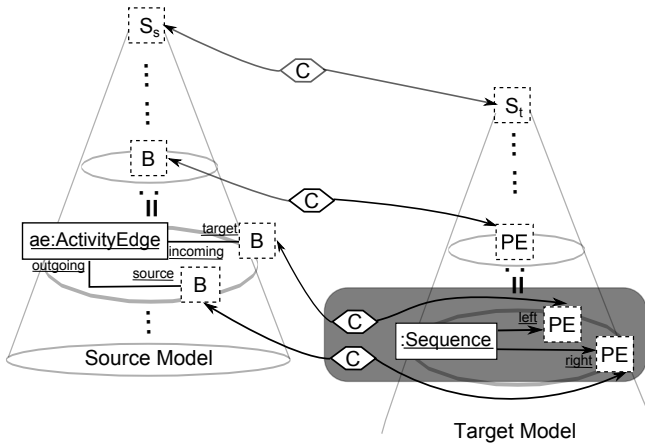 Ss
C
St
B
C
PE
target
ae:ActivityEdge
incoming
B
outgoing
source
B
C
left
PE
:Sequence
C
right
PE
Source Model
Target Model